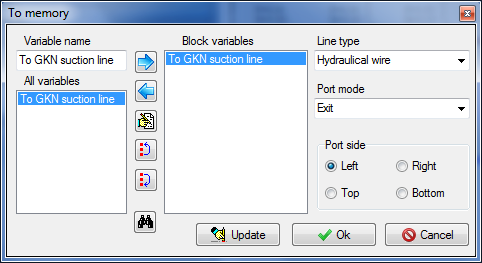 To memory
Variable name
Block variables
Line type
To GKN suction line
To GKN suction line
Hydraulical wire
All variables
To GKN suction line
Port mode
Exit
Port side
Left
Right
Top
Bottom
Update
Ok
Cancel